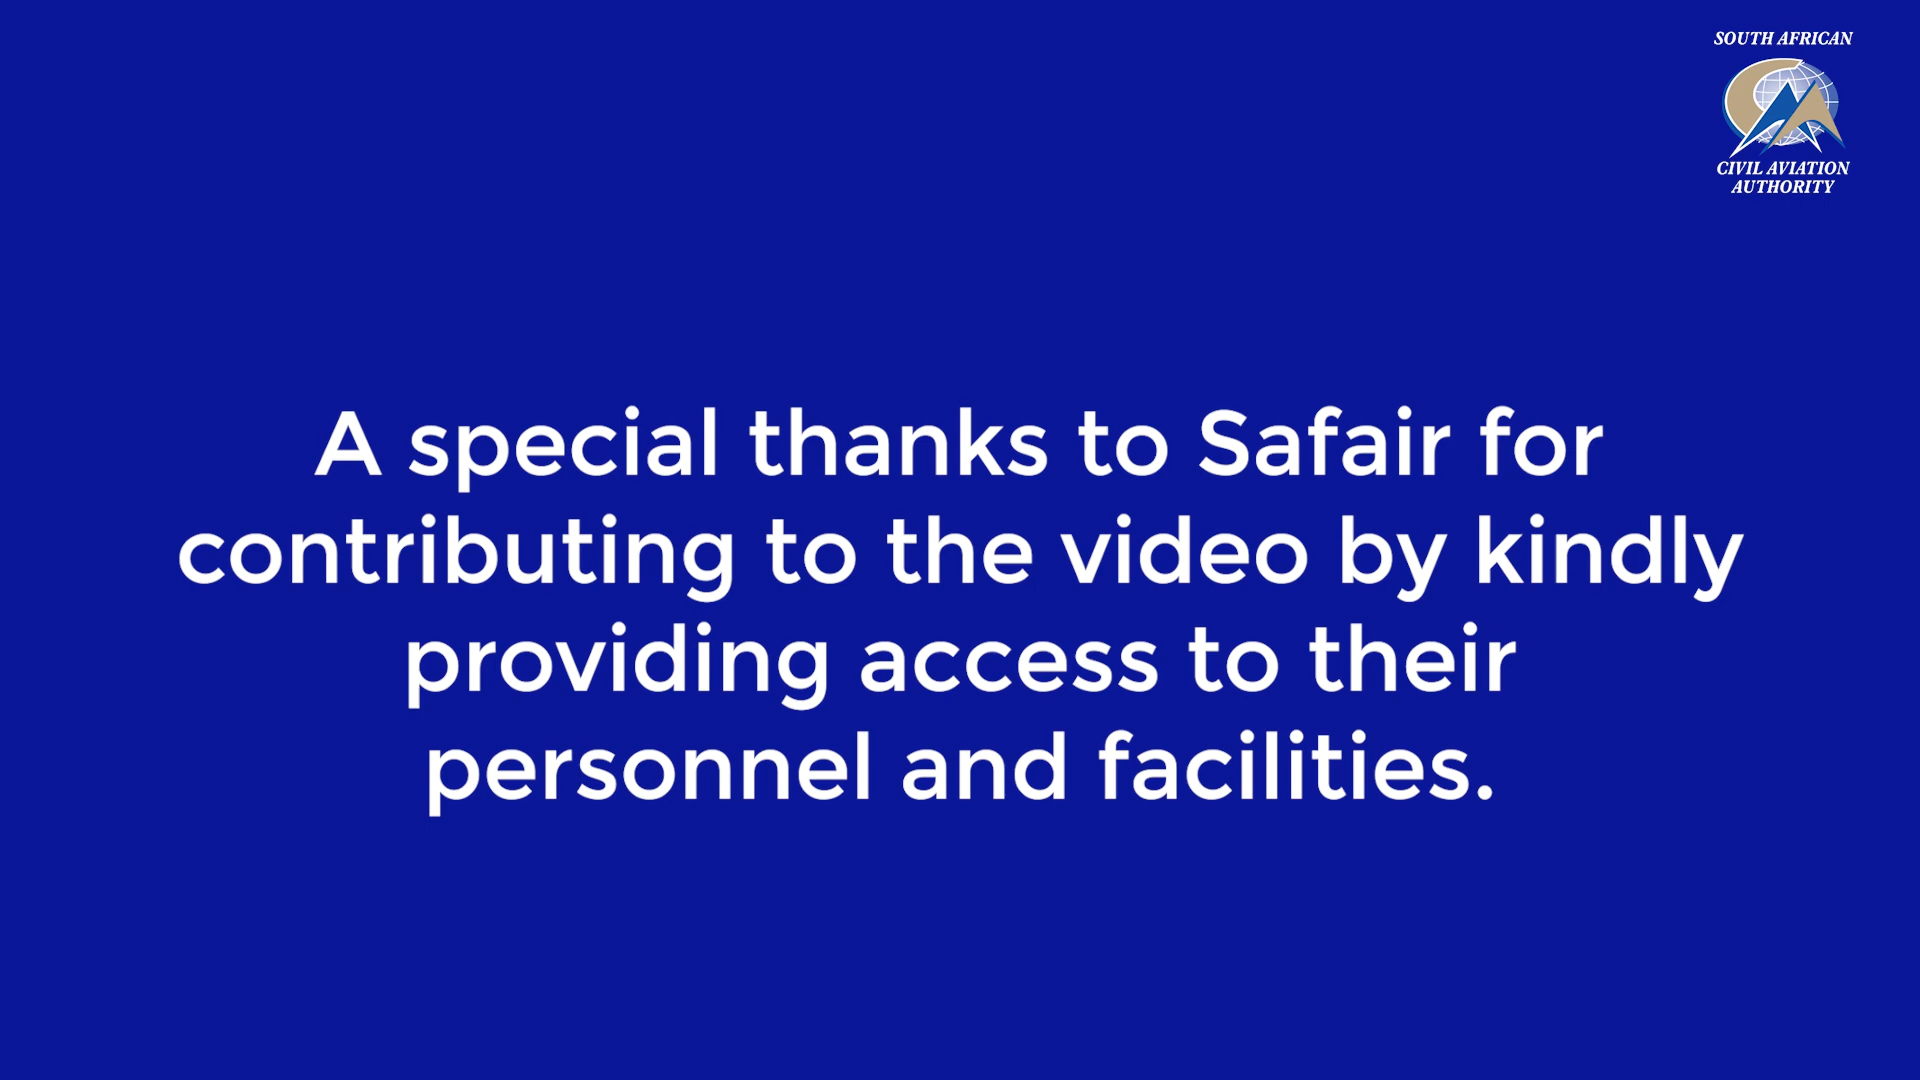 SOUTH AFRICAN
CIVIL AVIATION
AUTHORITY
A special thanks to Safair for
contributing to the video by kindly
providing access to their
personnel and facilities.